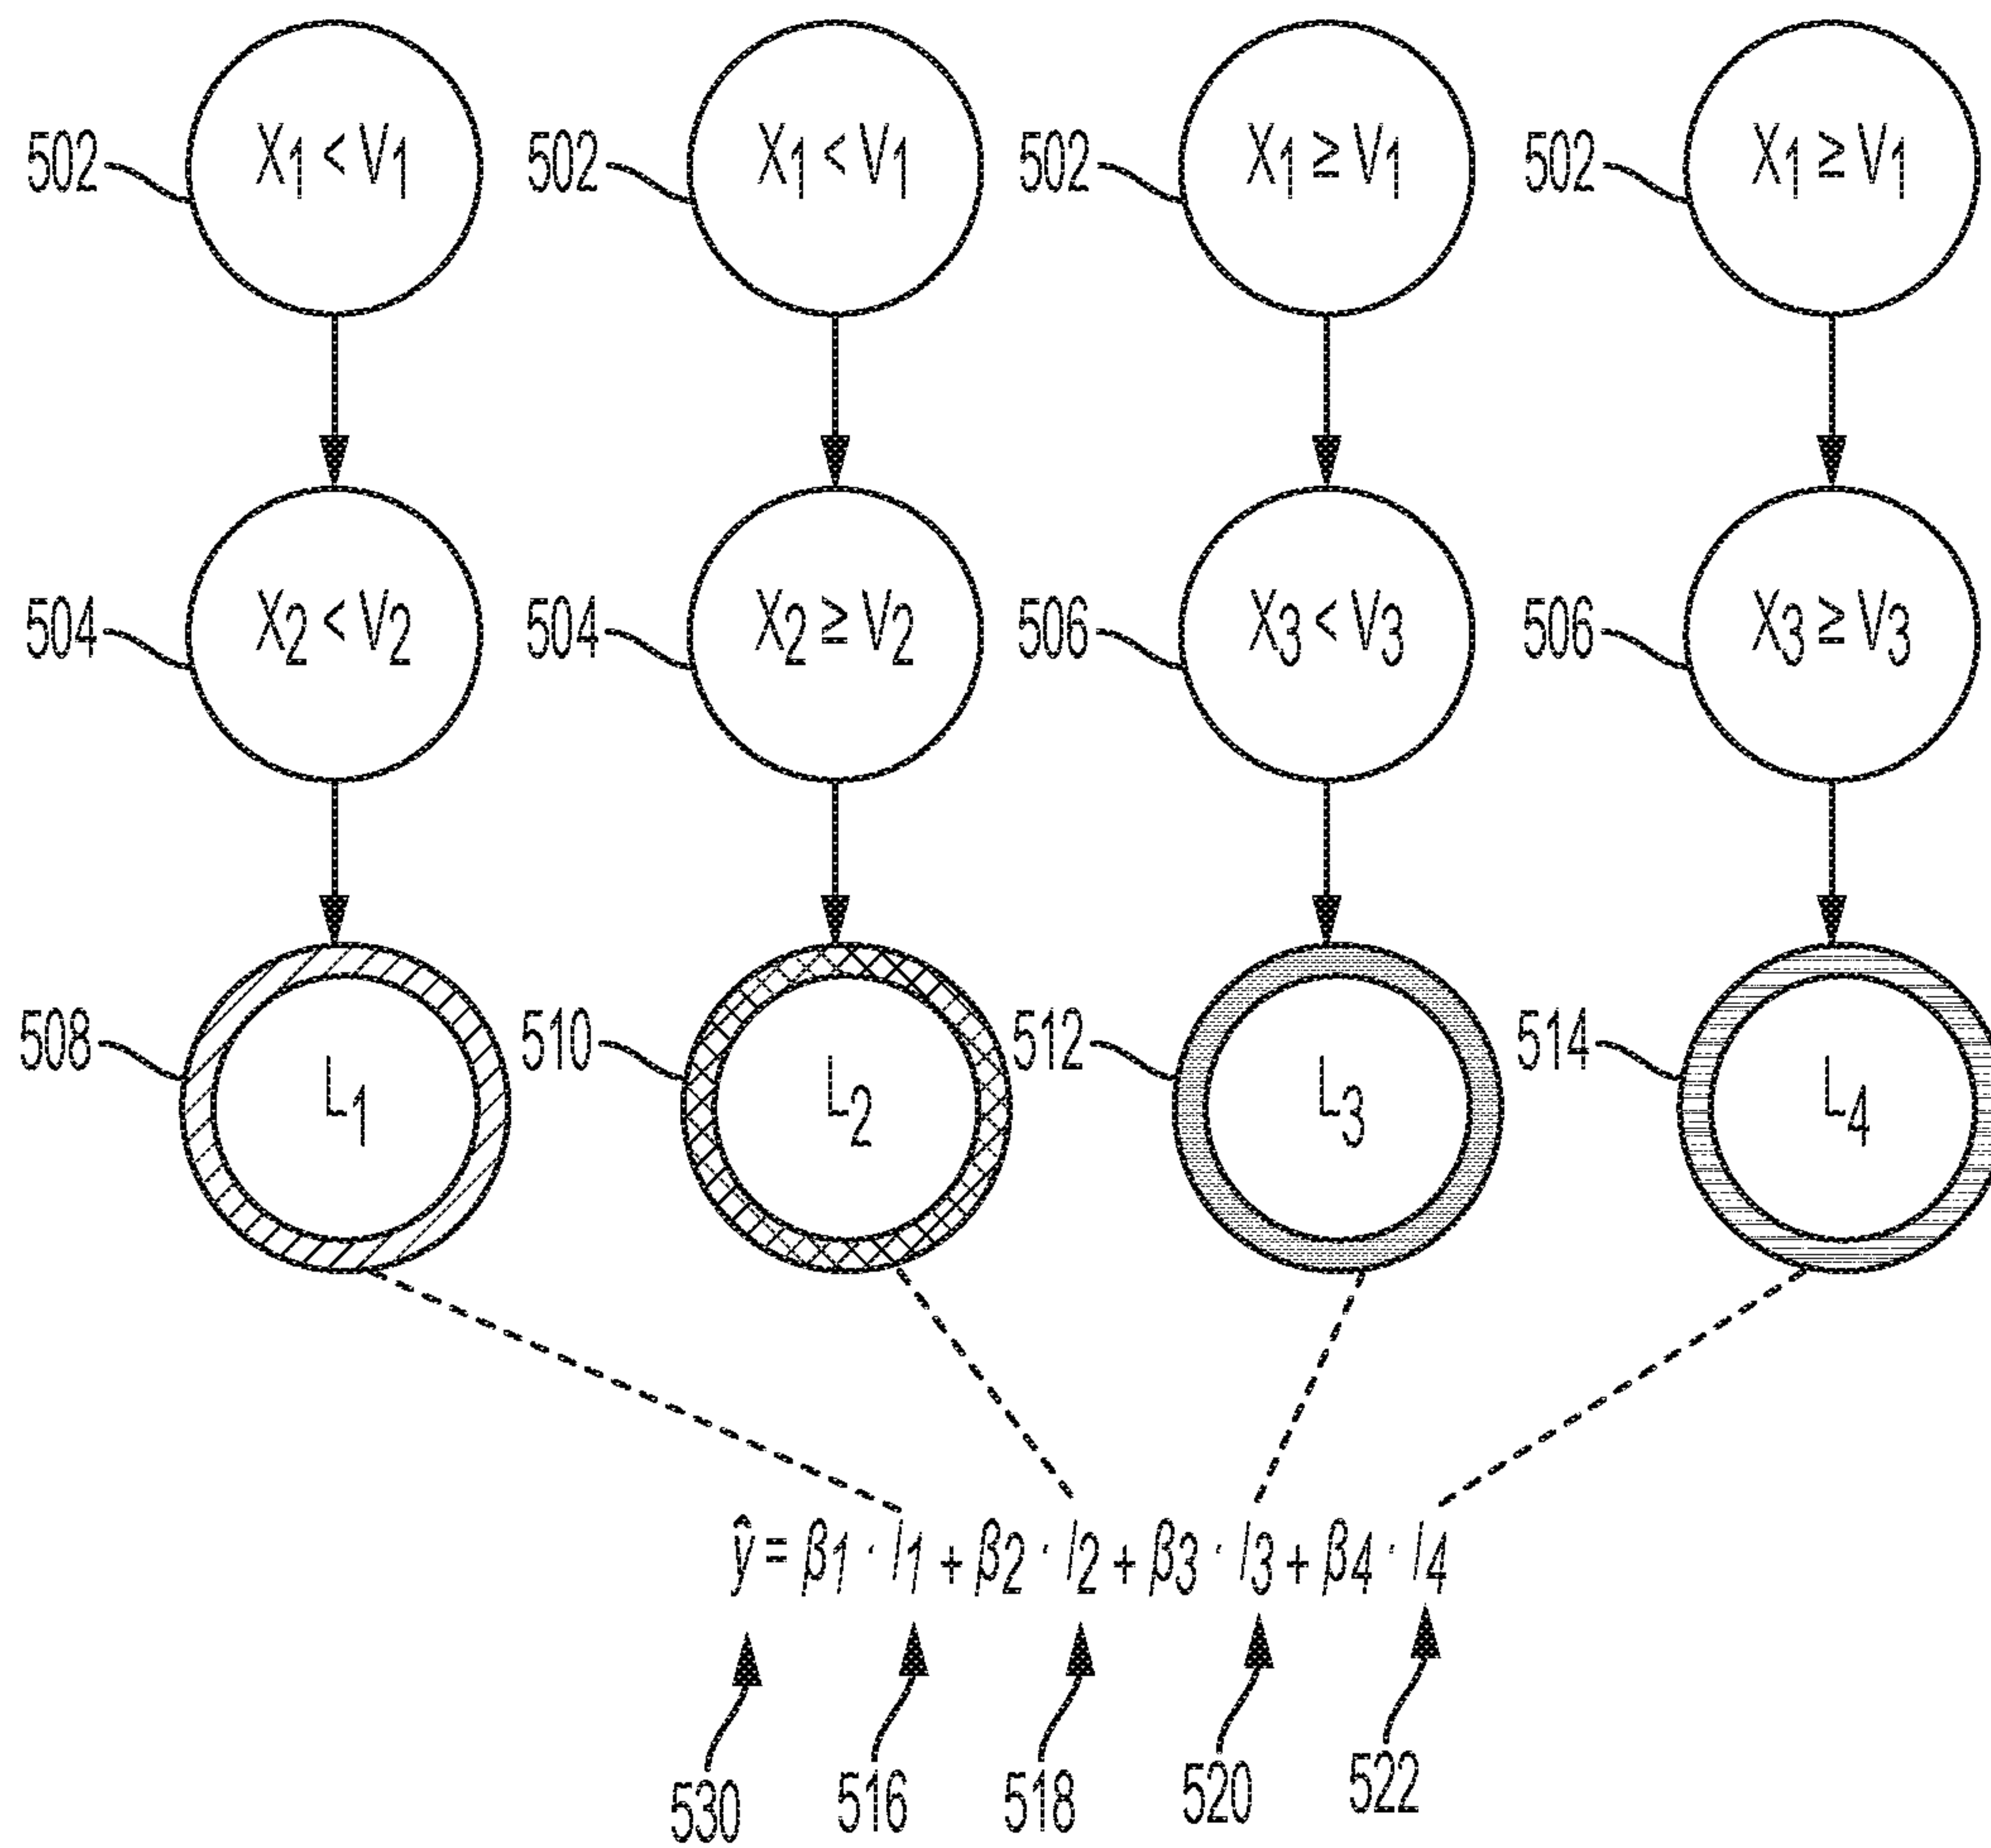 502 X₁ < V₁ 502 X₁ < V₁ 502 X₁ ≥ V₁ 502 X₁ ≥ V₁
504 X₂ < V₂ 504 X₂ ≥ V₂ 506 X₃ < V₃ 506 X₃ ≥ V₃
508 L₁ 510 L₂ 512 L₃ 514 L₄
ŷ = β₁ · l₁ + β₂ · l₂ + β₃ · l₃ + β₄ · l₄
530 516 518 520 522